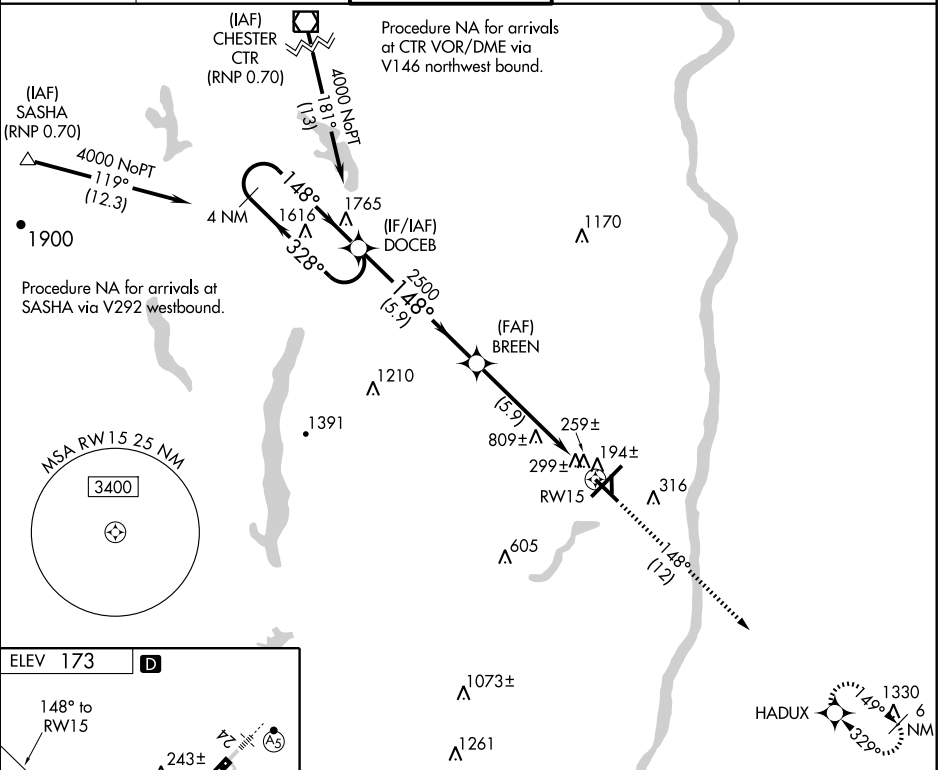 (IAF)
CHESTER
CTR
(RNP 0.70)
Procedure NA for arrivals
at CTR VOR/DME via
V146 northwest bound.
4000 NoPT
181°
(13)
(IAF)
SASHA
(RNP 0.70)
4000 NoPT
119°
(12.3)
1900
4 NM
148°
1616
328°
1765
(IF/IAF)
DOCEB
1170
Procedure NA for arrivals at
SASHA via V292 westbound.
2500
148°
(5.9)
(FAF)
BREEN
1210
1391
(5.9)
809±
259±
299±
194±
RW15
316
MSA RW15 25 NM
3400
605
148°
(12)
ELEV 173
D
148° to
RW15
24
A5
243±
1073±
1261
HADUX
149°
1330
6
NM
329°